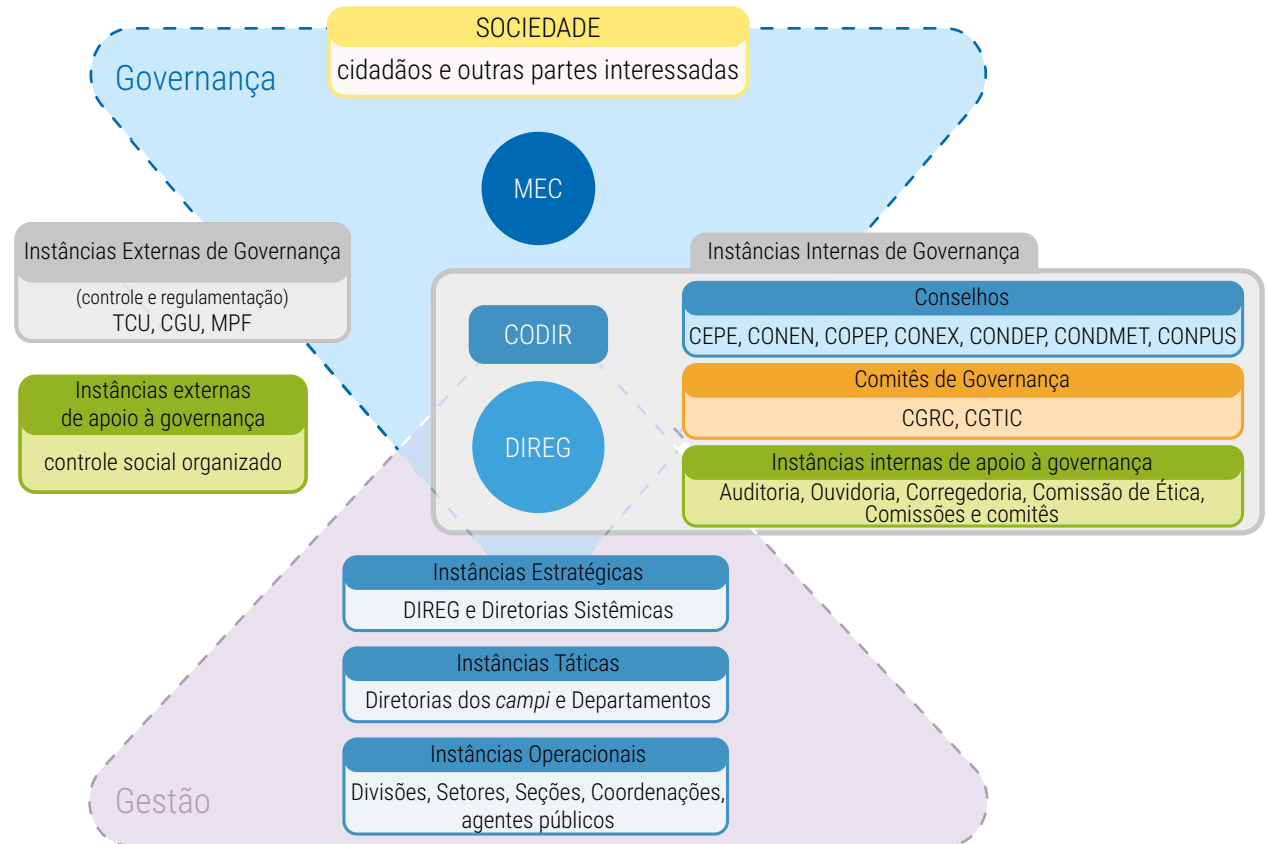 SOCIEDADE
cidadãos e outras partes interessadas
Governança
MEC
Instâncias Externas de Governança
(controle e regulamentação)
TCU, CGU, MPF
Instâncias externas
de apoio à governança
controle social organizado
Instâncias Internas de Governança
CODIR
DIREG
Conselhos
CEPE, CONEN, COPEP, CONEX, CONDEP, CONDMET, CONPUS
Comitês de Governança
CGRC, CGTIC
Instâncias internas de apoio à governança
Auditoria, Ouvidoria, Corregedoria, Comissão de Ética,
Comissões e comitês
Instâncias Estratégicas
DIREG e Diretorias Sistêmicas
Instâncias Táticas
Diretorias dos campi e Departamentos
Instâncias Operacionais
Divisões, Setores, Seções, Coordenações,
agentes públicos
Gestão